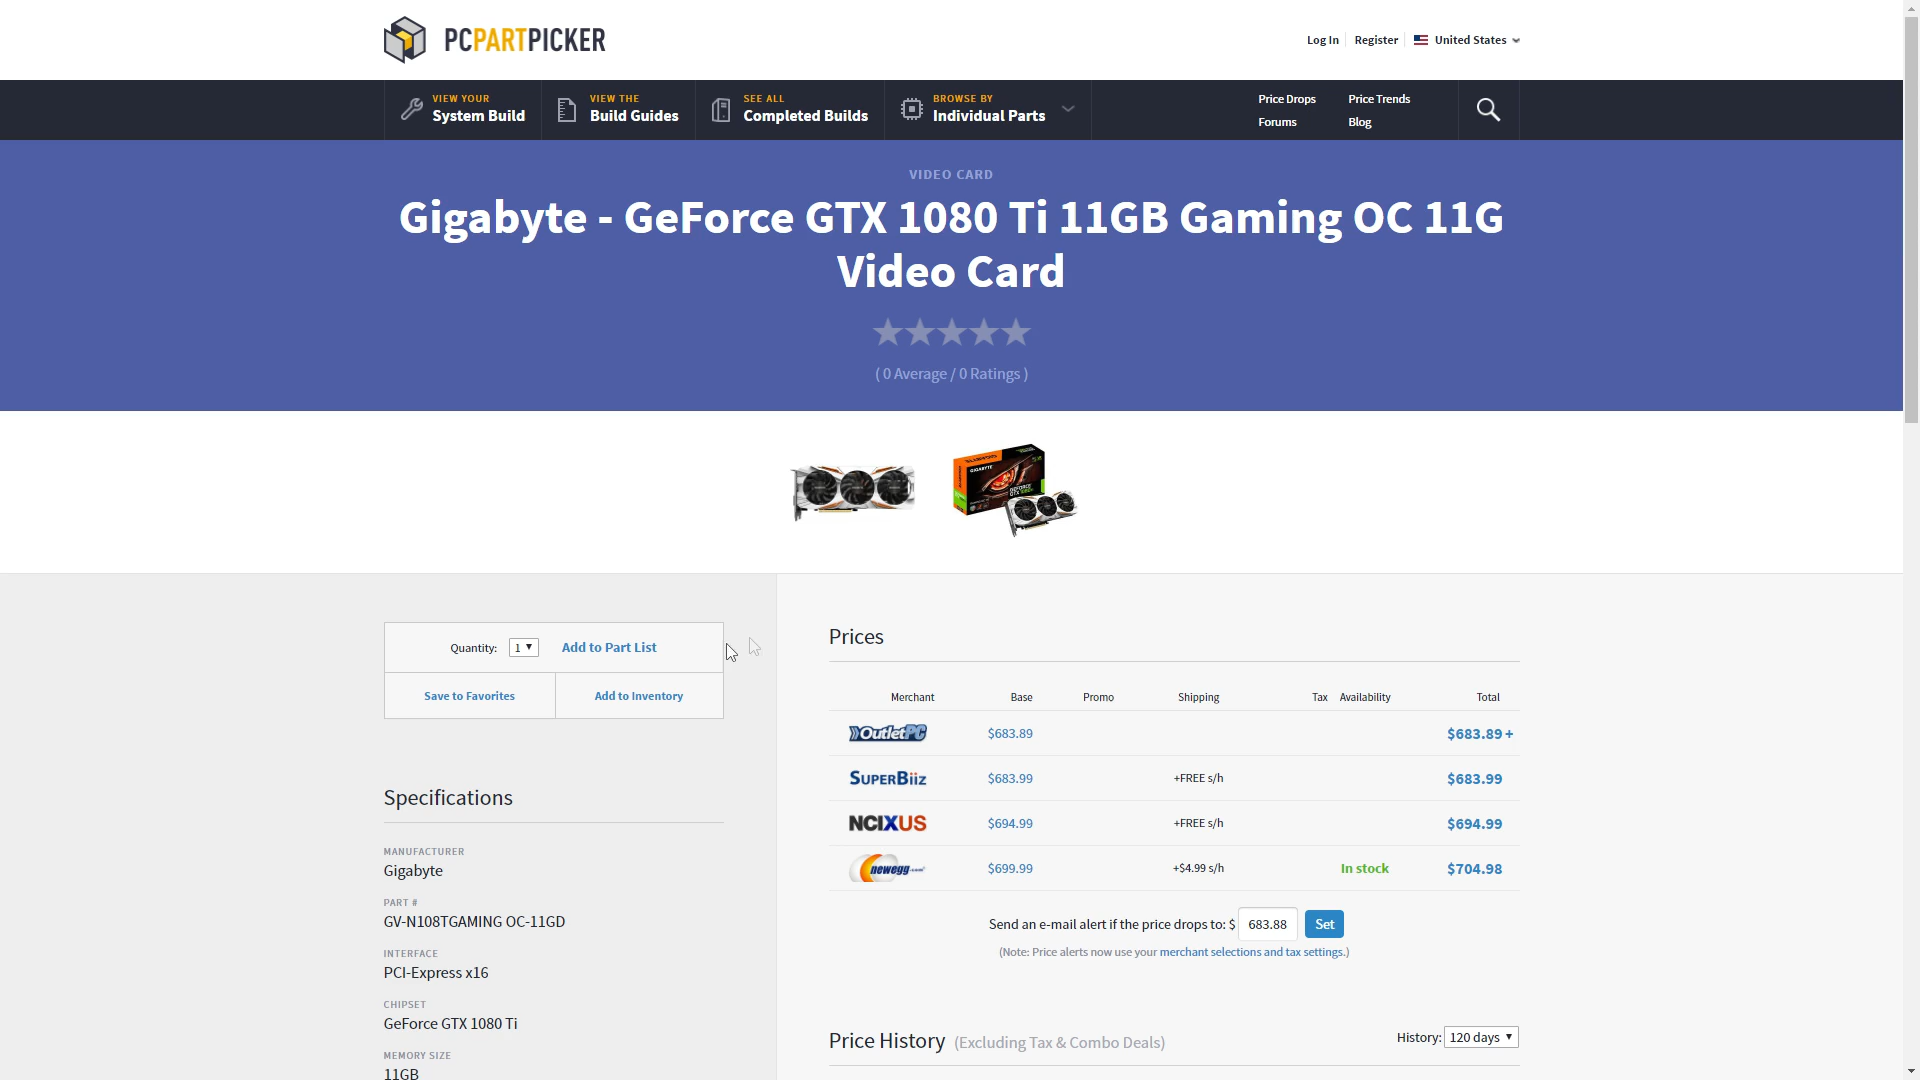 PCPARTPICKER
Log In Register United States
VIEW YOUR
System Build
VIEW THE
Build Guides
SEE ALL
Completed Builds
BROWSE BY
Individual Parts
Price Drops Price Trends
Forums Blog
VIDEO CARD
Gigabyte - GeForce GTX 1080 Ti 11GB Gaming OC 11G
Video Card
( 0 Average / 0 Ratings )
Quantity: 1 Add to Part List
Save to Favorites Add to Inventory
Specifications
MANUFACTURER
Gigabyte
PART #
GV-N108TGAMING OC-11GD
INTERFACE
PCI-Express x16
CHIPSET
GeForce GTX 1080 Ti
MEMORY SIZE
11GB
Prices
Merchant Base Promo Shipping Tax Availability Total
OutletPC $683.89 $683.89 +
SUPERBiiz $683.99 +FREE s/h $683.99
NCIXUS $694.99 +FREE s/h $694.99
newegg.com $699.99 +$4.99 s/h In stock $704.98
Send an e-mail alert if the price drops to: $ 683.88 Set
(Note: Price alerts now use your merchant selections and tax settings.)
Price History (Excluding Tax & Combo Deals) History: 120 days